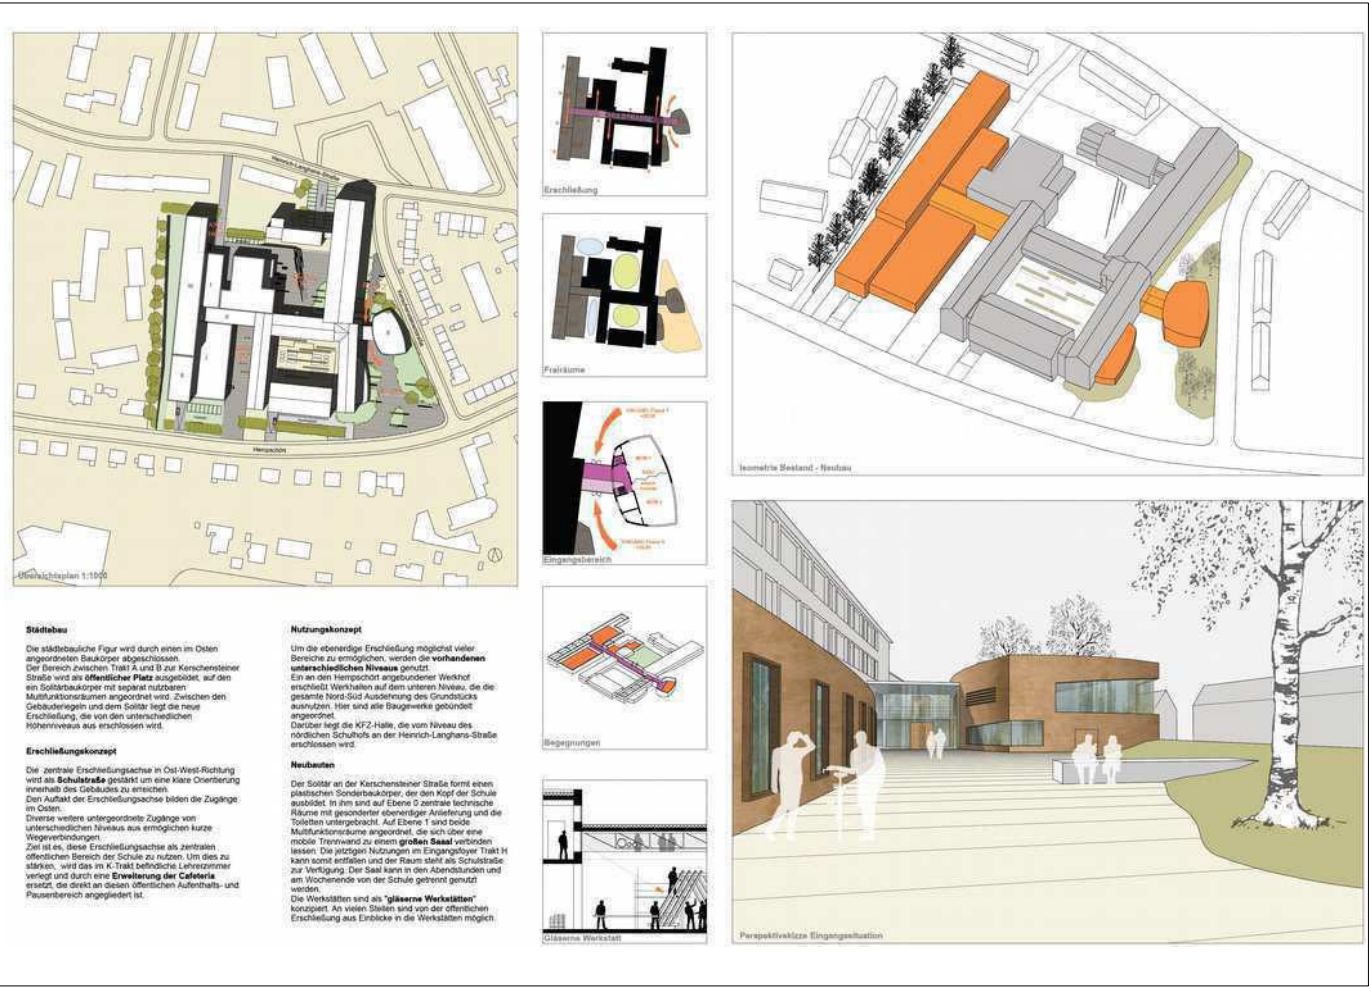 Heinrich-Langhans-Straße
Hempschört
Übersichtsplan 1:1000
Städtebau
Die städtebauliche Figur wird durch einen im Osten
angeordneten Baukörper abgeschlossen.
Der Bereich zwischen Trakt A und B zur Kerschensteiner
Straße wird als öffentlicher Platz ausgebildet, auf den
ein Solitärbaukörper mit separat nutzbaren
Multifunktionsräumen angeordnet wird. Zwischen den
Gebäuderiegeln und dem Solitär liegt die neue
Erschließung, die von den unterschiedlichen
Höhenniveaus aus erschlossen wird.
Erschließungskonzept
Die zentrale Erschließungsachse in Ost-West-Richtung
wird als Schulstraße gestärkt um eine klare Orientierung
innerhalb des Gebäudes zu erreichen.
Den Auftakt der Erschließungsachse bilden die Zugänge
im Osten.
Diverse weitere untergeordnete Zugänge von
unterschiedlichen Niveaus aus ermöglichen kurze
Wegeverbindungen.
Ziel ist es, diese Erschließungsachse als zentralen
öffentlichen Bereich der Schule zu nutzen. Um dies zu
stärken, wird das im K-Trakt befindliche Lehrerzimmer
verlegt und durch eine Erweiterung der Cafeteria
ersetzt, die direkt an diesen öffentlichen Aufenthalts- und
Pausenbereich angegliedert ist.
Nutzungskonzept
Um die ebenerdige Erschließung möglichst vieler
Bereiche zu ermöglichen, werden die vorhandenen
unterschiedlichen Niveaus genutzt.
Ein an den Hempschört angebundener Werkhof
erschließt Werkhallen auf dem unteren Niveau, die die
gesamte Nord-Süd Ausdehnung des Grundstücks
ausnutzen. Hier sind alle Baugewerke gebündelt
angeordnet.
Darüber liegt die KFZ-Halle, die vom Niveau des
nördlichen Schulhofs an der Heinrich-Langhans-Straße
erschlossen wird.
Neubauten
Der Solitär an der Kerschensteiner Straße formt einen
plastischen Sonderbaukörper, der den Kopf der Schule
ausbildet. In ihm sind auf Ebene 0 zentrale technische
Räume mit gesonderter ebenerdiger Anlieferung und die
Toiletten untergebracht. Auf Ebene 1 sind beide
Multifunktionsräume angeordnet, die sich über eine
mobile Trennwand zu einem großen Saaal verbinden
lassen. Die jetztigen Nutzungen im Eingangsfoyer Trakt H
kann somit entfallen und der Raum steht als Schulstraße
zur Verfügung. Der Saal kann in den Abendstunden und
am Wochenende von der Schule getrennt genutzt
werden.
Die Werkstätten sind als "gläserne Werkstätten"
konzipiert. An vielen Stellen sind von der öffentlichen
Erschließung aus Einblicke in die Werkstätten möglich.
SCHULSTRASSE
Erschließung
Freiräume
Eingangsbereich
Begegnungen
Gläserne Werkstatt
Isometrie Bestand - Neubau
Perspektivskizze Eingangssituation